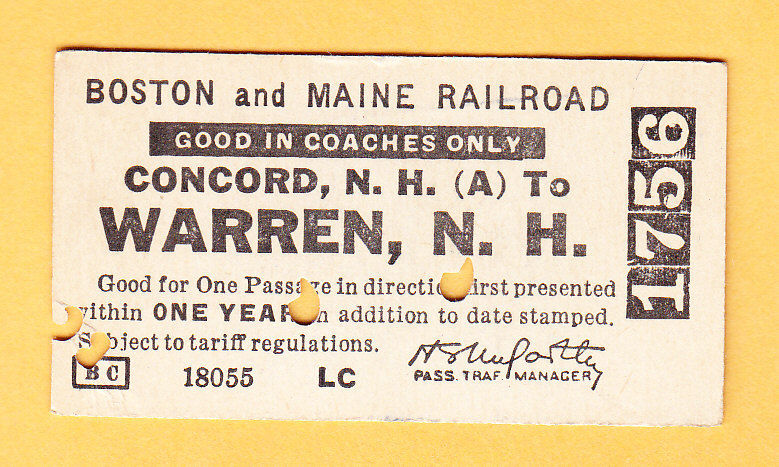 BOSTON and MAINE RAILROAD
GOOD IN COACHES ONLY
CONCORD, N. H. (A) To
WARREN, N. H.
Good for One Passage in direction first presented
within ONE YEAR in addition to date stamped.
Subject to tariff regulations.
BC 18055 LC
PASS. TRAF. MANAGER
1756